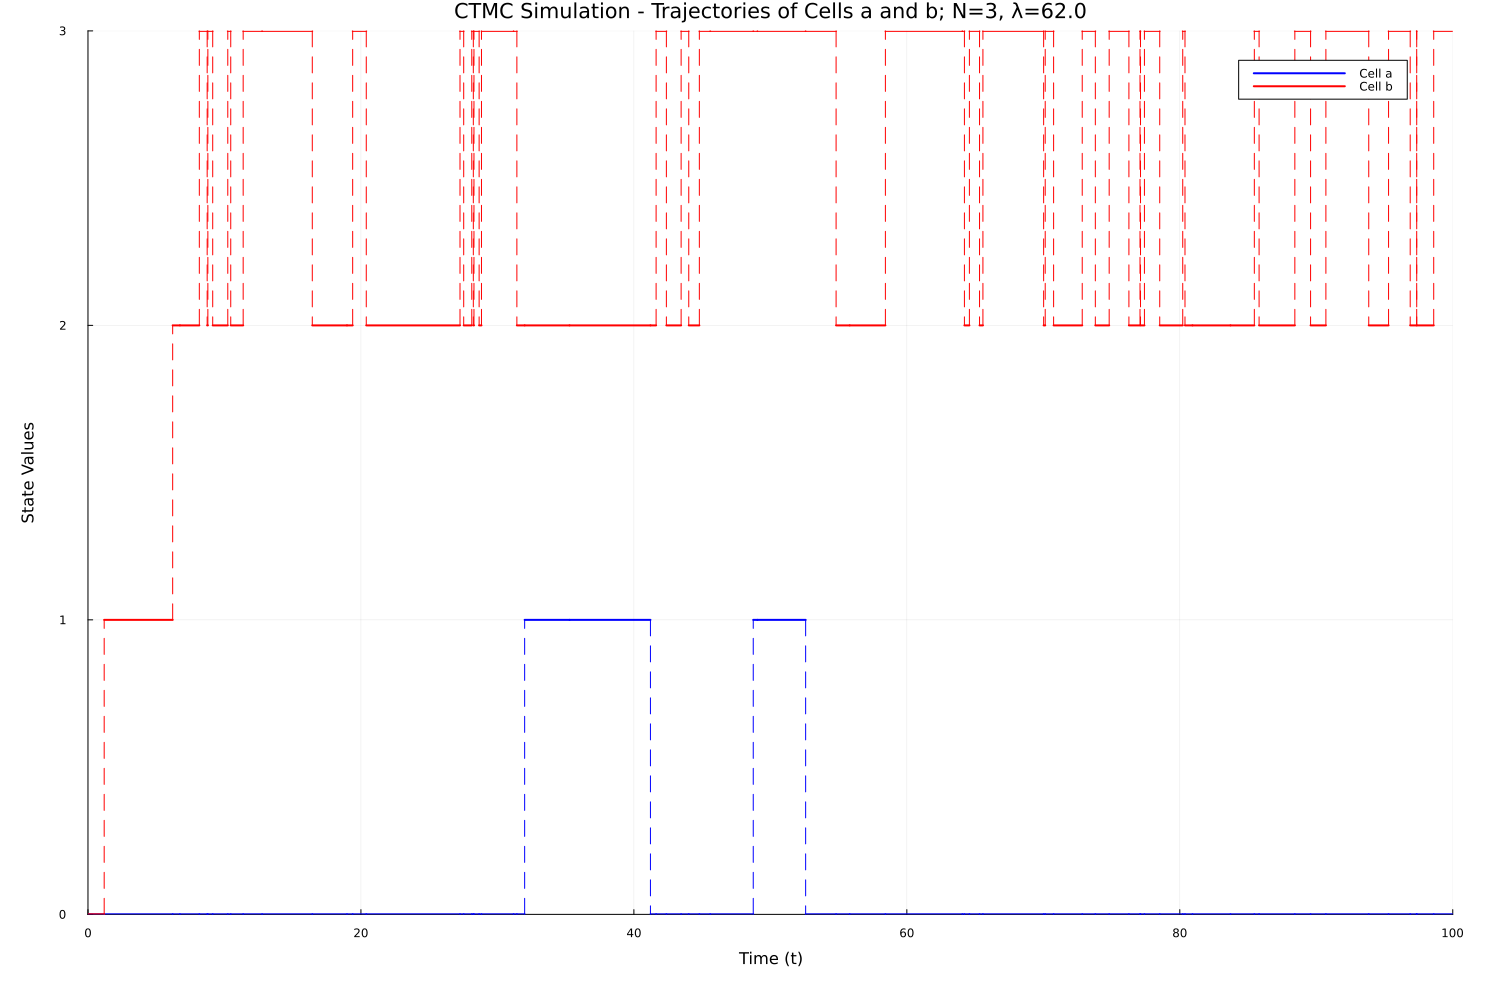 CTMC Simulation - Trajectories of Cells a and b; N=3, λ=62.0
3
Cell a
Cell b
2
State Values
1
0
0 20 40 60 80 100
Time (t)